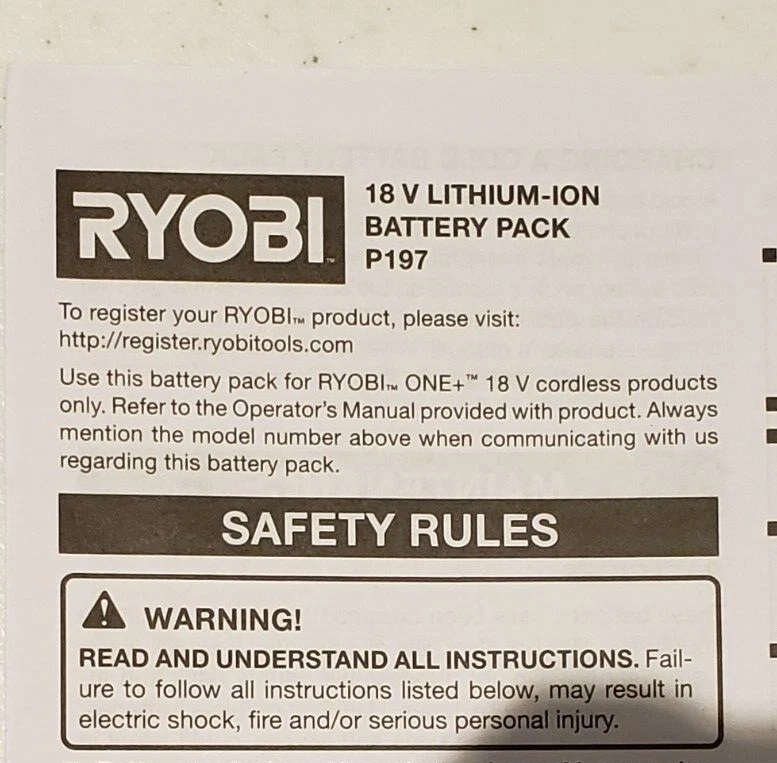 RYOBI™
18 V LITHIUM-ION
BATTERY PACK
P197
To register your RYOBI™ product, please visit:
http://register.ryobitools.com
Use this battery pack for RYOBI™ ONE+™ 18 V cordless products
only. Refer to the Operator's Manual provided with product. Always
mention the model number above when communicating with us
regarding this battery pack.
SAFETY RULES
WARNING!
READ AND UNDERSTAND ALL INSTRUCTIONS. Fail-
ure to follow all instructions listed below, may result in
electric shock, fire and/or serious personal injury.